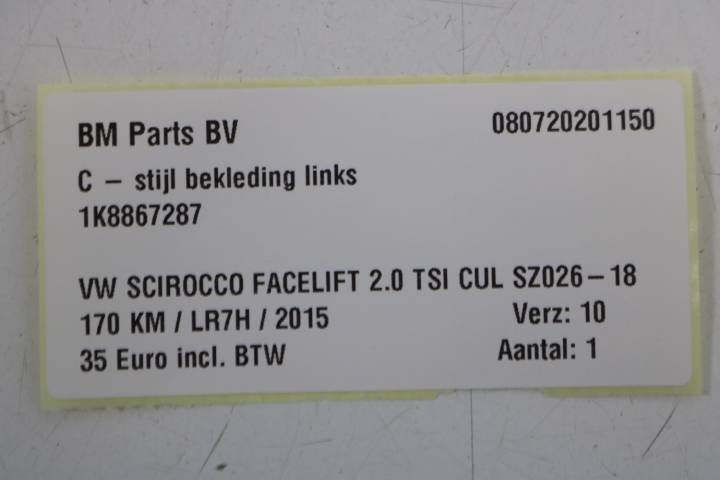 BM Parts BV 080720201150
C – stijl bekleding links
1K8867287
VW SCIROCCO FACELIFT 2.0 TSI CUL SZ026–18
170 KM / LR7H / 2015 Verz: 10
35 Euro incl. BTW Aantal: 1